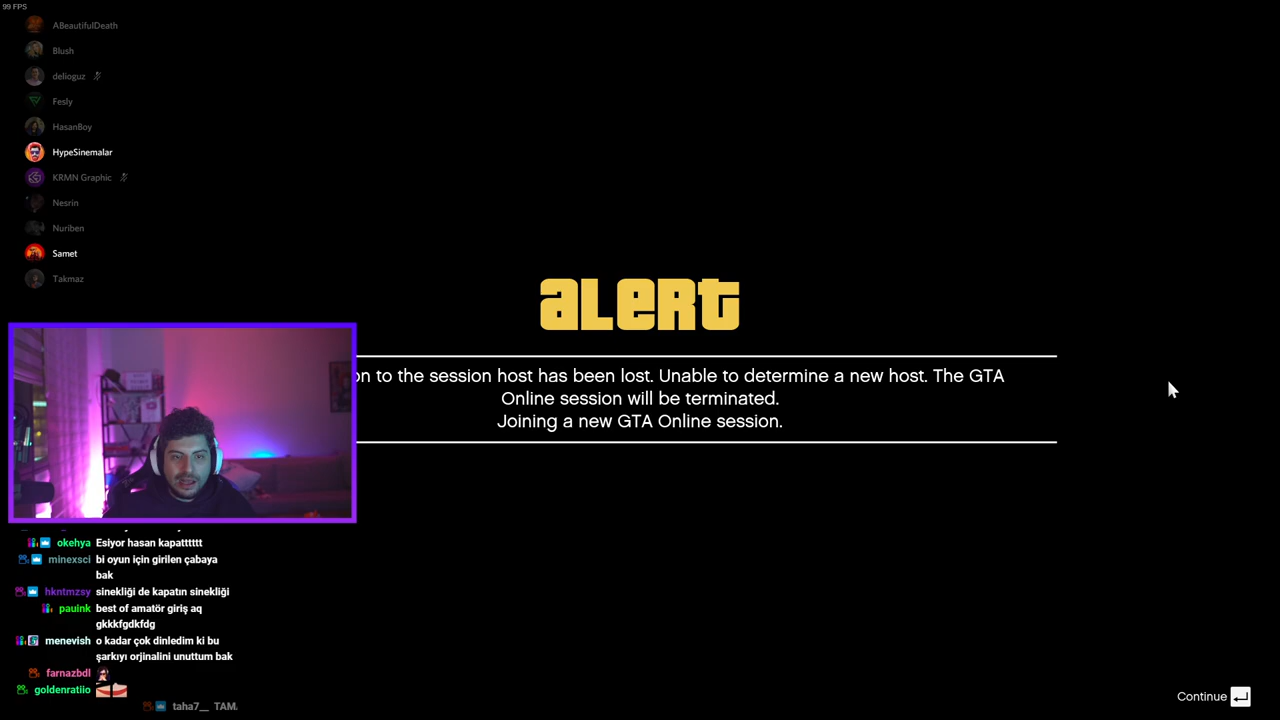 99 FPS
ABeautifulDeath
Blush
delioguz
Fesly
HasanBoy
HypeSinemalar
KRMN Graphic
Nesrin
Nuriben
Samet
Takmaz
aLeRt
on to the session host has been lost. Unable to determine a new host. The GTA
Online session will be terminated.
Joining a new GTA Online session.
okehya Esiyor hasan kapatttttt
minexsci bi oyun için girilen çabaya
bak
hkntmzsy sinekliği de kapatın sinekliği
pauink best of amatör giriş aq
gkkkfgdkfdg
menevish o kadar çok dinledim ki bu
şarkıyı orjinalini unuttum bak
farnazbdl
goldenratiio
taha7__ TAM.
Continue